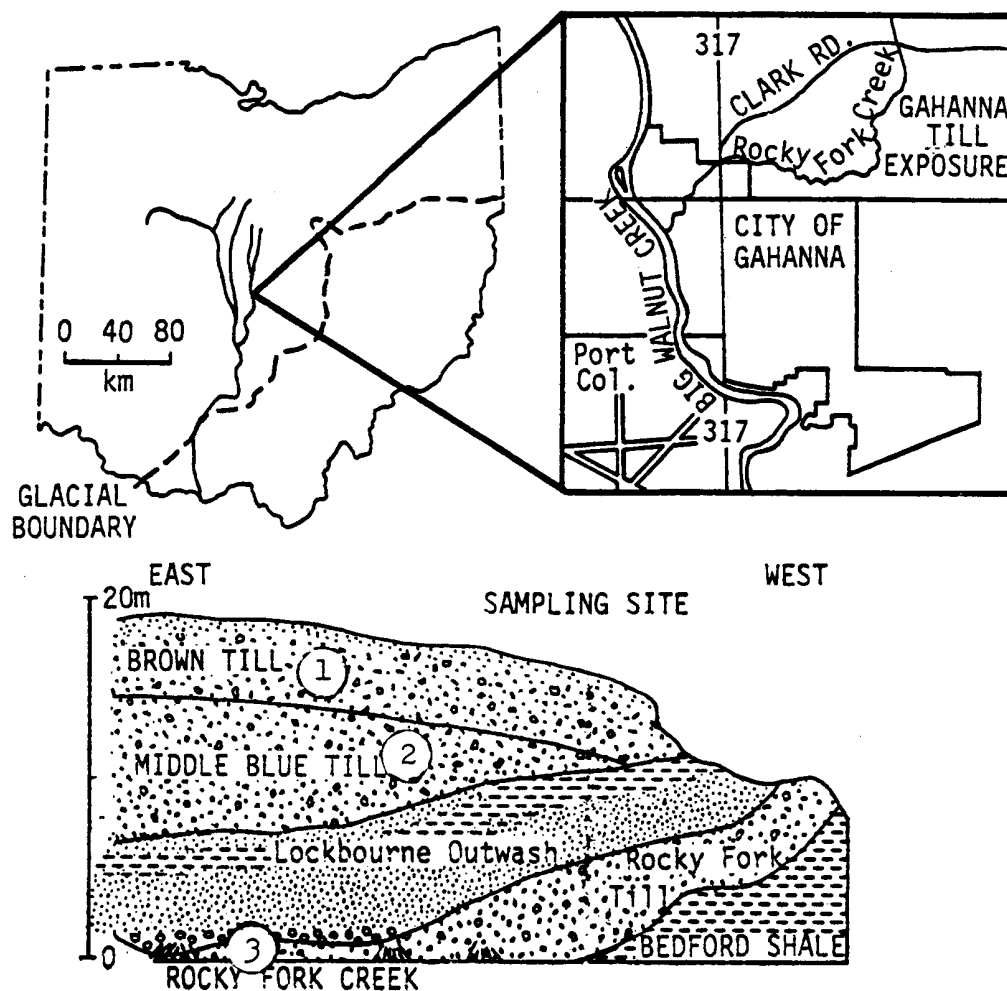 0 40 80
km
GLACIAL
BOUNDARY
317
CLARK RD.
Rocky Fork Creek
GAHANNA
TILL
EXPOSURE
CITY OF
GAHANNA
BIG WALNUT CREEK
Port
Col.
317
EAST
WEST
SAMPLING SITE
20m
BROWN TILL
1
MIDDLE BLUE TILL
2
Lockbourne Outwash
Rocky Fork
Till
BEDFORD SHALE
3
0
ROCKY FORK CREEK